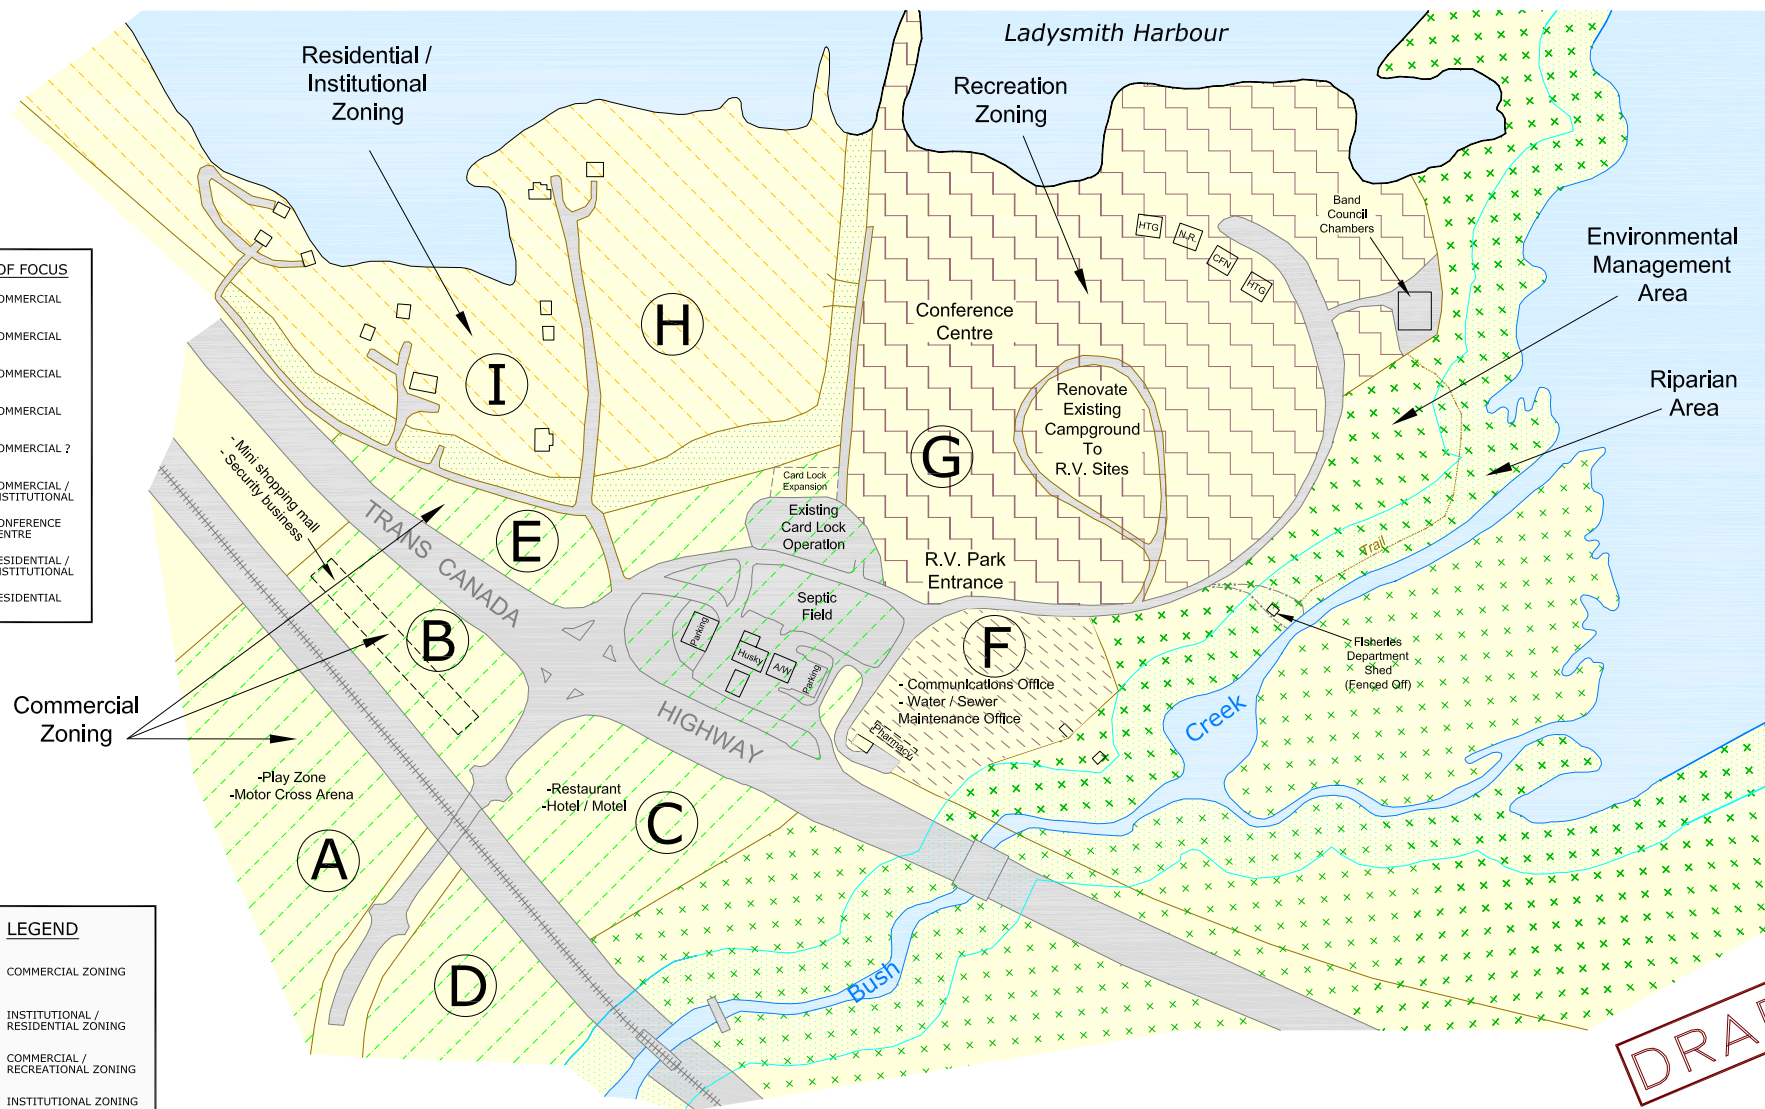 Ladysmith Harbour
Residential /
Institutional
Zoning
Recreation
Zoning
Band
Council
Chambers
HTG
N.R.
CFN
HTG
Environmental
Management
Area
Riparian
Area
OF FOCUS
OMMERCIAL
OMMERCIAL
OMMERCIAL
OMMERCIAL
OMMERCIAL ?
OMMERCIAL /
NSTITUTIONAL
ONFERENCE
ENTRE
ESIDENTIAL /
NSTITUTIONAL
ESIDENTIAL
H
I
Conference
Centre
Renovate
Existing
Campground
To
R.V. Sites
G
- Mini shopping mall
- Security business
TRANS CANADA
HIGHWAY
E
Card Lock
Expansion
Existing
Card Lock
Operation
R.V. Park
Entrance
Trail
Septic
Field
Parking
Husky
A/W
Parking
B
F
- Communications Office
- Water / Sewer
Maintenance Office
Pharmacy
Fisheries
Department
Shed
(Fenced Off)
Commercial
Zoning
-Play Zone
-Motor Cross Arena
A
-Restaurant
-Hotel / Motel
C
D
Creek
Bush
LEGEND
COMMERCIAL ZONING
INSTITUTIONAL /
RESIDENTIAL ZONING
COMMERCIAL /
RECREATIONAL ZONING
INSTITUTIONAL ZONING
DRA